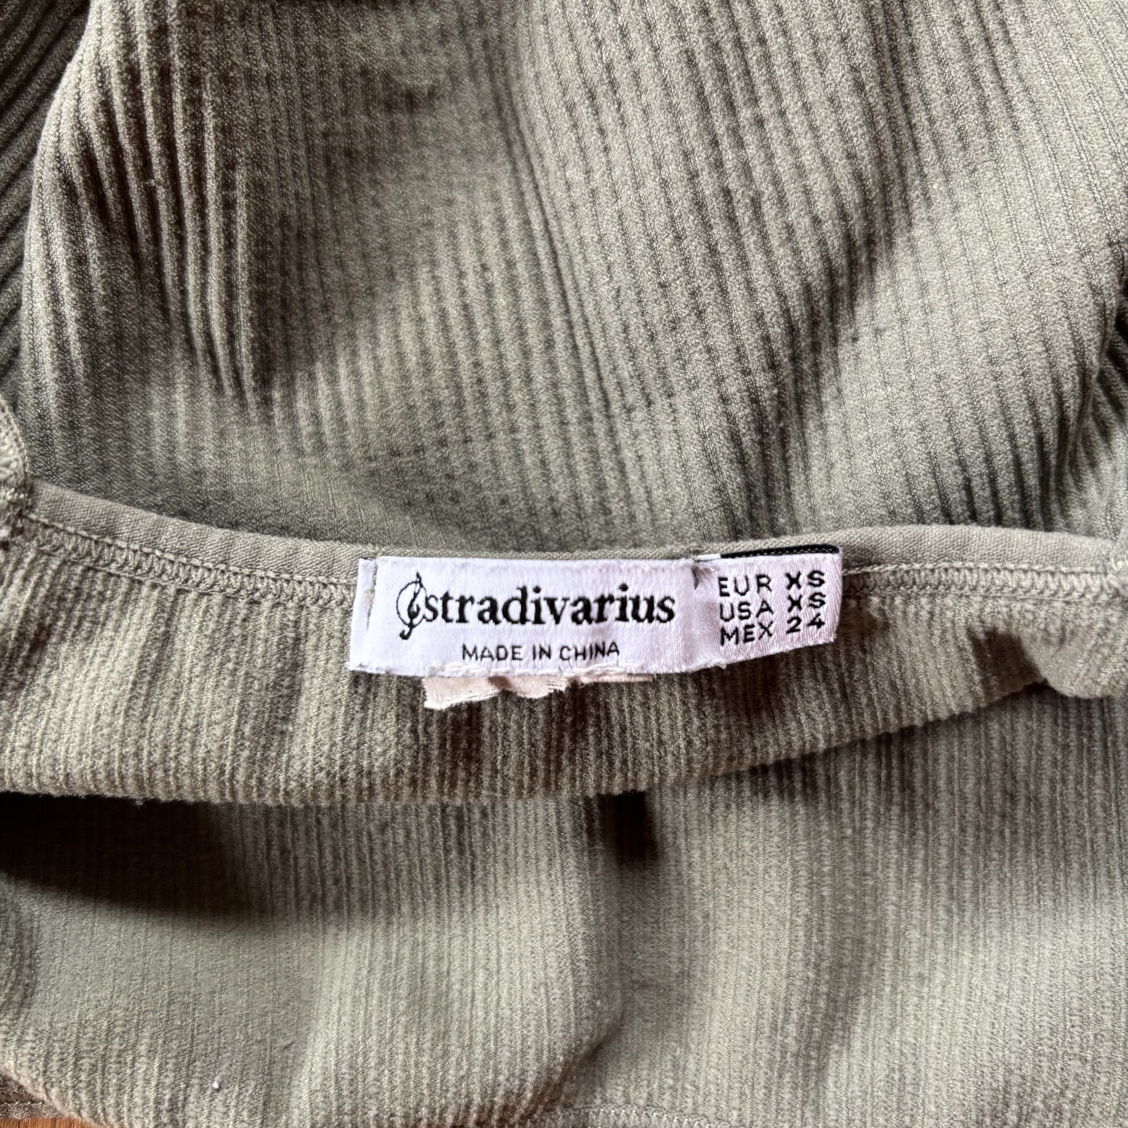 stradivarius
MADE IN CHINA
EUR XS
USA XS
MEX 24